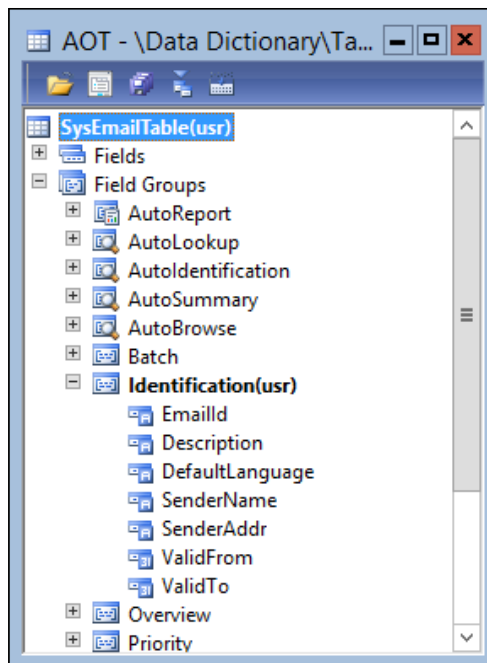 AOT - \Data Dictionary\Ta...
SysEmailTable(usr)
Fields
Field Groups
AutoReport
AutoLookup
AutoIdentification
AutoSummary
AutoBrowse
Batch
Identification(usr)
EmailId
Description
DefaultLanguage
SenderName
SenderAddr
ValidFrom
ValidTo
Overview
Priority